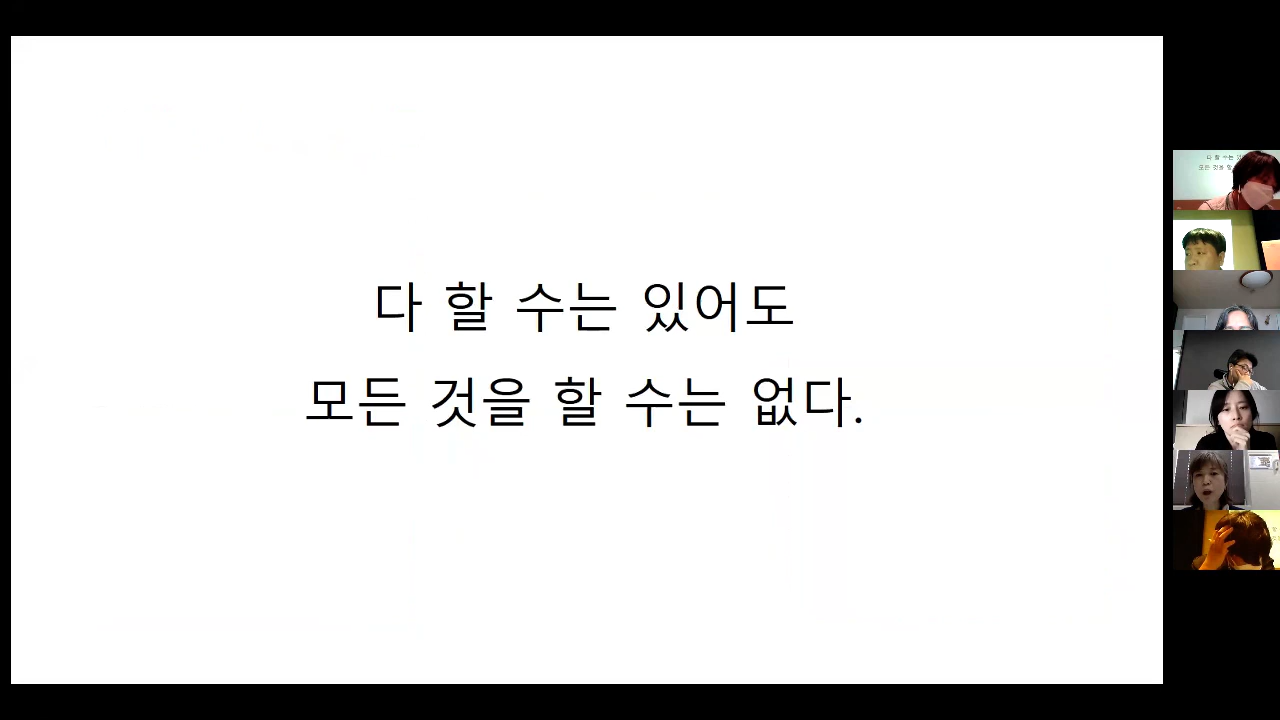 다 할 수는 있어도
모든 것을 할 수는 없다.